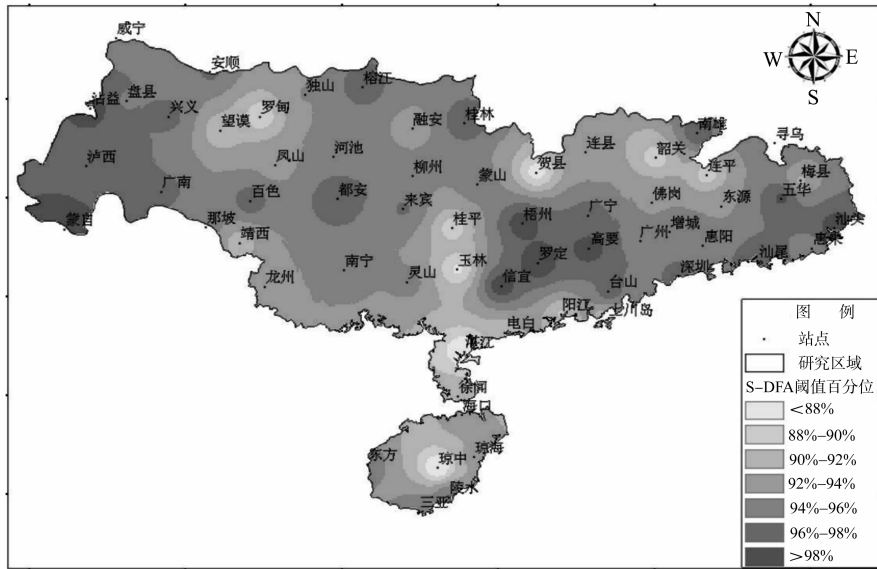 威宁
N
W E
S
安顺
独山
榕江
沾益
盘县
兴义
望谟
罗甸
融安
桂林
南雄
寻乌
泸西
凤山
河池
柳州
蒙山
贺县
连县
韶关
连平
梅县
广南
百色
都安
来宾
佛岗
东源
五华
蒙自
那坡
靖西
桂平
梧州
广宁
广州
增城
惠阳
汕头
惠来
汕尾
龙州
南宁
灵山
玉林
信宜
罗定
高要
深圳
台山
阳江
上川岛
电白
湛江
徐闻
海口
东方
琼中
琼海
陵水
三亚
图 例
站点
研究区域
S-DFA阈值百分位
<88%
88%-90%
90%-92%
92%-94%
94%-96%
96%-98%
>98%